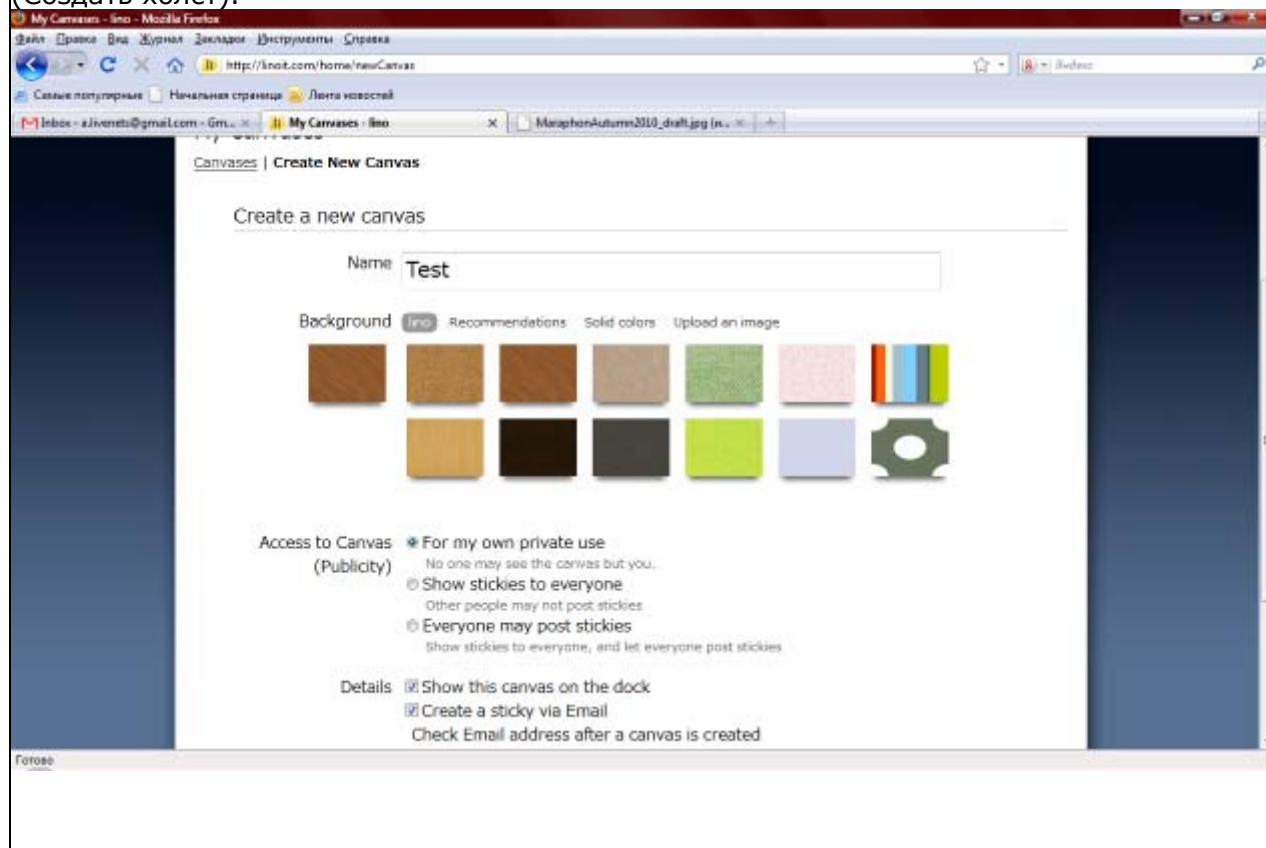 (Создать холст).
My Canvases - lino - Mozilla Firefox
Файл Правка Вид Журнал Закладки Инструменты Справка
http://linoit.com/home/newCanvas Яндекс
Самые популярные Начальная страница Лента новостей
Inbox - a.livenets@gmail.com - Gm... My Canvases - lino MaraphonAutumn2010_draft.jpg (и...
Canvases | Create New Canvas
Create a new canvas
Name Test
Background lino Recommendations Solid colors Upload an image
Access to Canvas (Publicity)
For my own private use
No one may see the canvas but you.
Show stickies to everyone
Other people may not post stickies
Everyone may post stickies
Show stickies to everyone, and let everyone post stickies
Details Show this canvas on the dock
Create a sticky via Email
Check Email address after a canvas is created
Готово